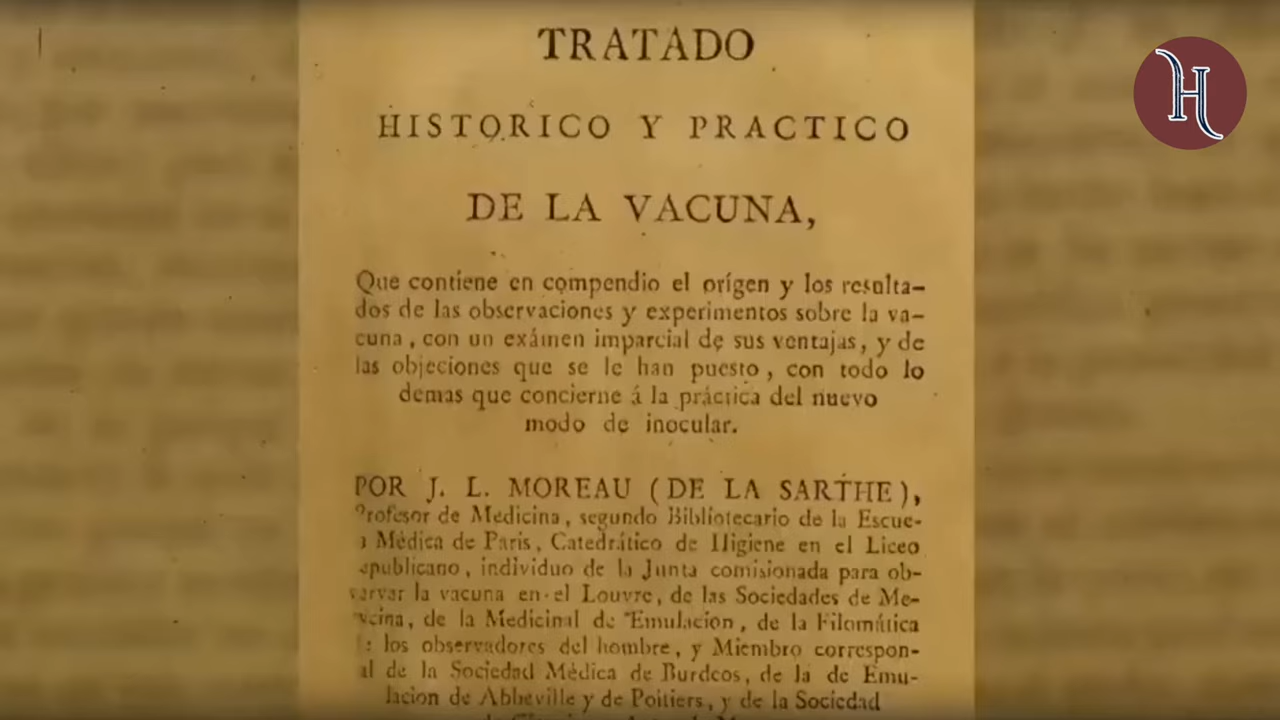 H
TRATADO
HISTORICO Y PRACTICO
DE LA VACUNA,
Que contiene en compendio el orígen y los resulta-
dos de las observaciones y experimentos sobre la va-
cuna, con un exámen imparcial de sus ventajas, y de
las objeciones que se le han puesto, con todo lo
demas que concierne á la práctica del nuevo
modo de inocular.
POR J. L. MOREAU (DE LA SARTHE),
Profesor de Medicina, segundo Bibliotecario de la Escue-
Médica de Paris, Catedrático de Higiene en el Liceo
epublicano, individuo de la Junta comisionada para ob-
servar la vacuna en el Louvre, de las Sociedades de Me-
icina, de la Medicinal de Emulacion, de la Filomática
los observadores del hombre, y Miembro correspon-
al de la Sociedad Médica de Burdeos, de la de Emu-
lacion de Abbeville y de Poitiers, y de la Sociedad